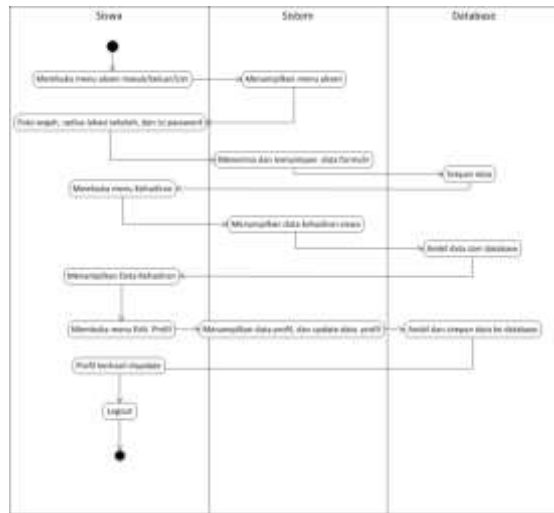 Siswa
Sistem
Database
Membuka menu absen masuk/keluar/izin
Menampilkan menu absen
Foto wajah, radius lokasi sekolah, dan isi password
Menerima dan menyimpan data formulir
Simpan data
Membuka menu Kehadiran
Menampilkan data kehadiran siswa
Ambil data dari database
Menampilkan Data Kehadiran
Membuka menu Edit Profil
Menampilkan data profil, dan update data profil
Ambil dan simpan data ke database
Profil berhasil diupdate
Logout